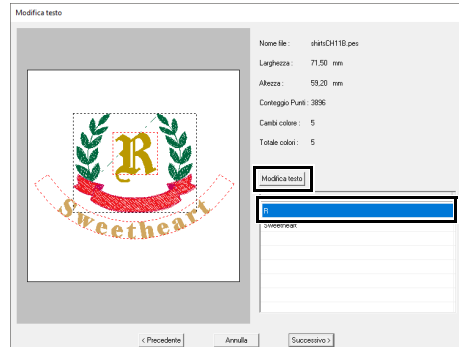 Modifica testo
Nome file : shirtsCH11B.pes
Larghezza : 71,50 mm
Altezza : 59,20 mm
Conteggio Punti : 3896
Cambi colore : 5
Totale colori : 5
R
Sweetheart
Modifica testo
R
Sweetheart
< Precedente Annulla Successivo >